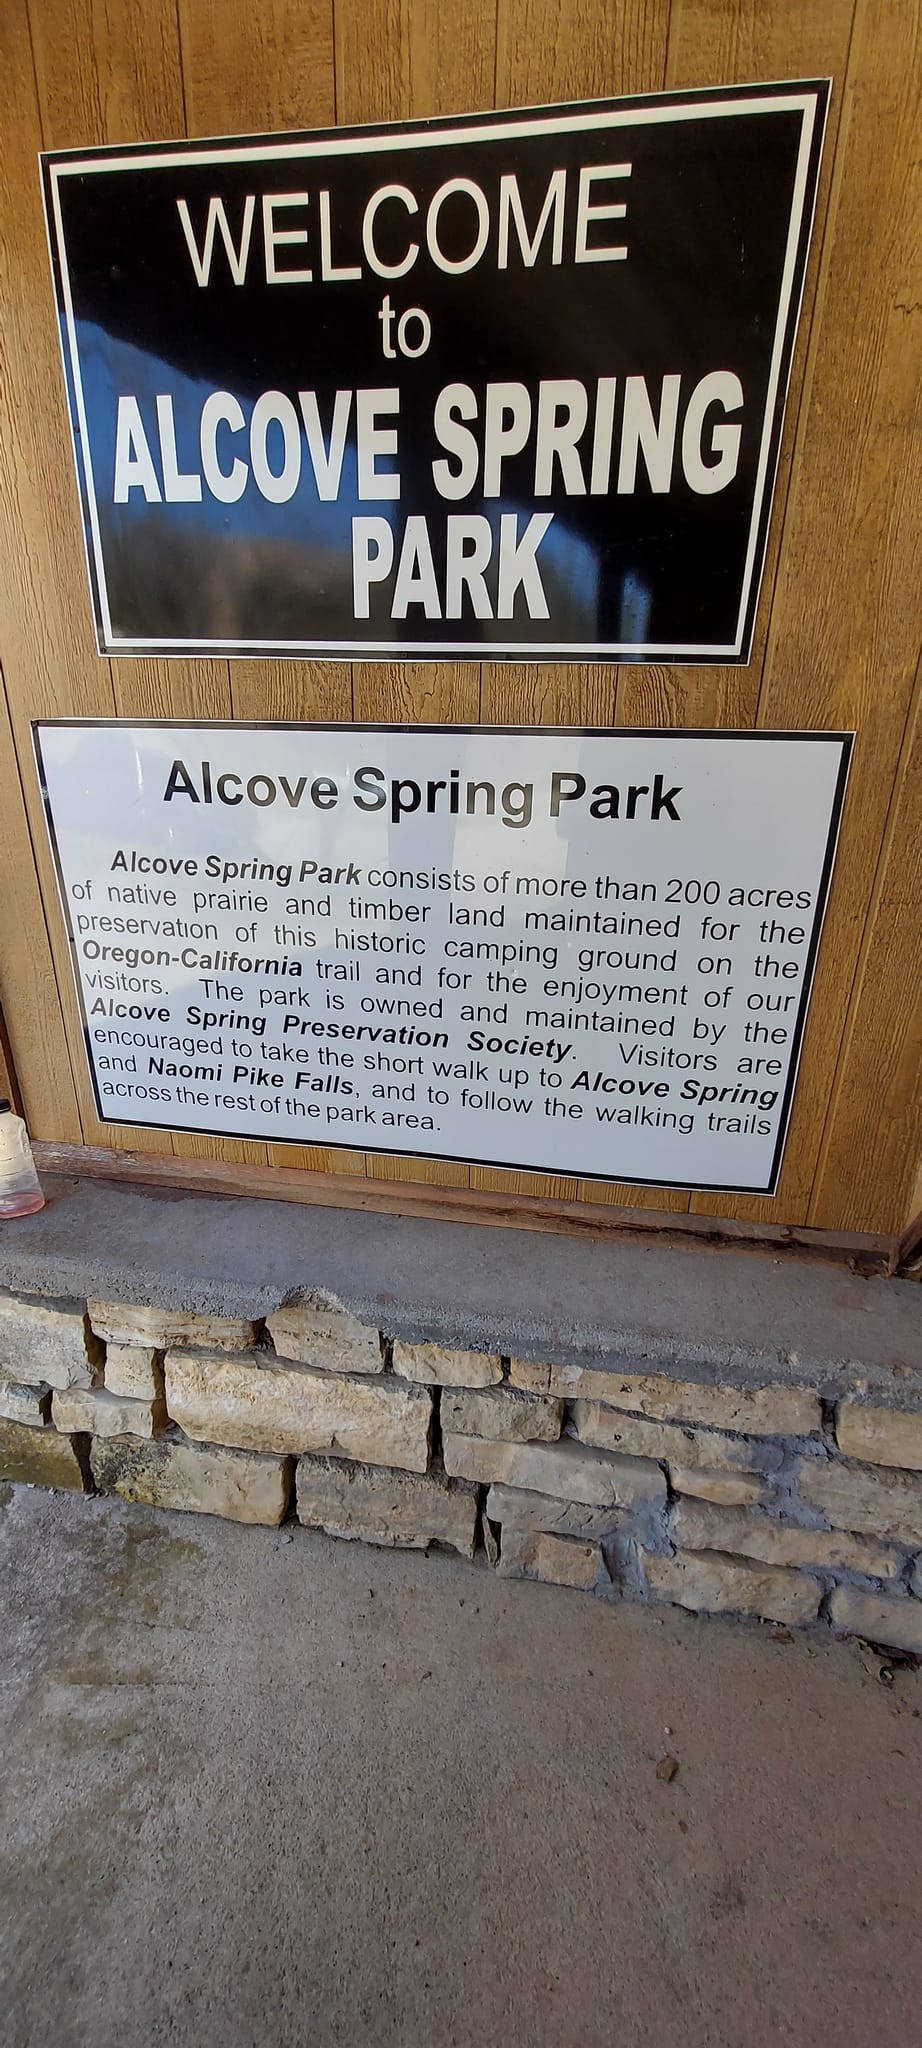 WELCOME
to
ALCOVE SPRING
PARK
Alcove Spring Park
Alcove Spring Park consists of more than 200 acres
of native prairie and timber land maintained for the
preservation of this historic camping ground on the
Oregon-California trail and for the enjoyment of our
visitors. The park is owned and maintained by the
Alcove Spring Preservation Society. Visitors are
encouraged to take the short walk up to Alcove Spring
and Naomi Pike Falls, and to follow the walking trails
across the rest of the park area.